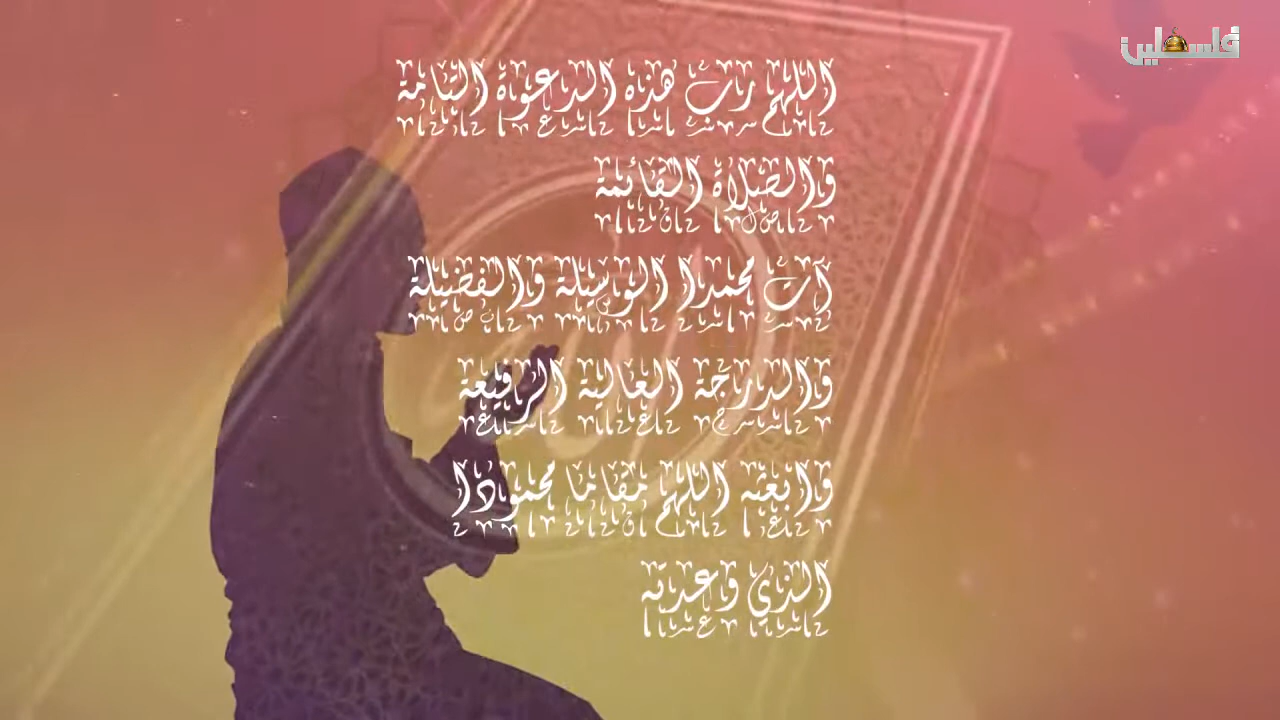 فلسطين
اللهم رب هذه الدعوة التامة
والصلاة القائمة
آت محمدا الوسيلة والفضيلة
والدرجة العالية الرفيعة
وابعثه اللهم مقاما محمودا
الذي وعدته